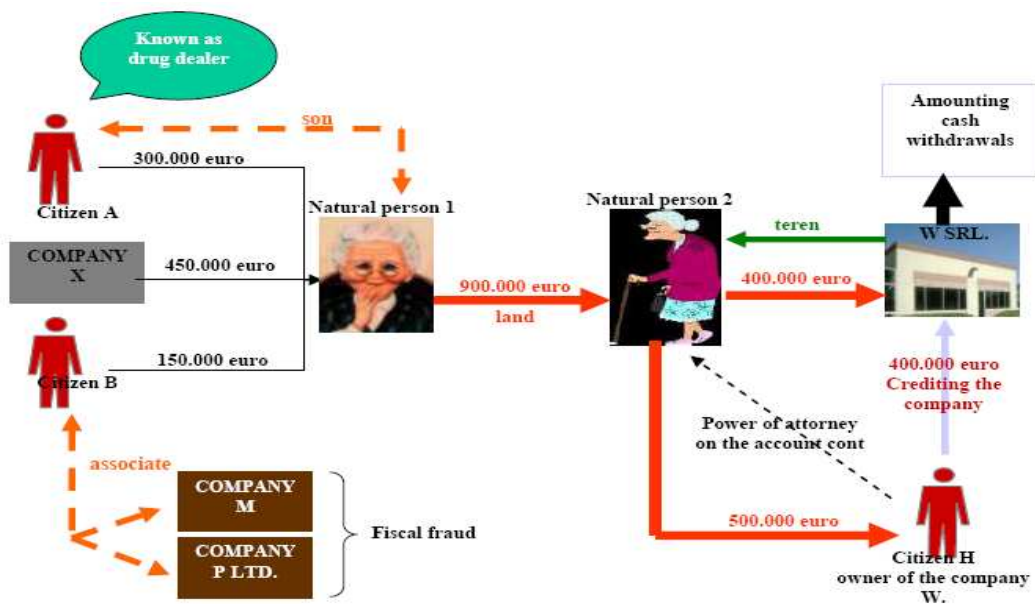 Known as
drug dealer
son
300.000 euro
Citizen A
Natural person 1
Natural person 2
Amounting
cash
withdrawals
COMPANY
X
450.000 euro
900.000 euro
land
teren
W SRL.
400.000 euro
150.000 euro
Citizen B
400.000 euro
Crediting the
company
Power of attorney
on the account cont
associate
COMPANY
M
COMPANY
P LTD.
Fiscal fraud
500.000 euro
Citizen H
owner of the company
W.